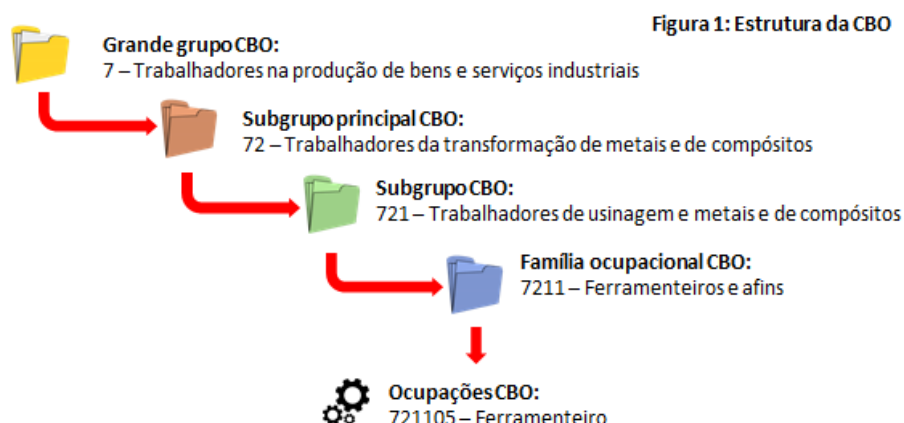 Figura 1: Estrutura da CBO
Grande grupo CBO:
7 – Trabalhadores na produção de bens e serviços industriais
Subgrupo principal CBO:
72 – Trabalhadores da transformação de metais e de compósitos
Subgrupo CBO:
721 – Trabalhadores de usinagem e metais e de compósitos
Família ocupacional CBO:
7211 – Ferramenteiros e afins
Ocupações CBO:
721105 – Ferramenteiro